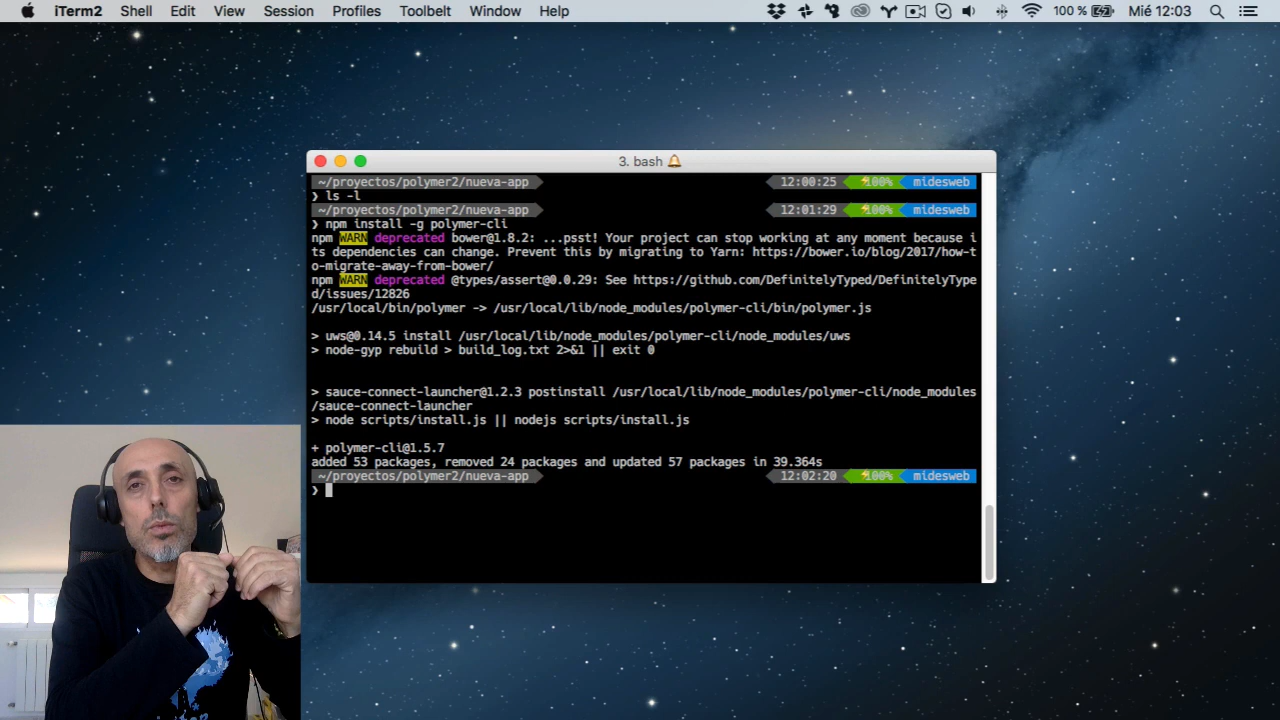 iTerm2 Shell Edit View Session Profiles Toolbelt Window Help 100 % Mié 12:03
3. bash
~/proyectos/polymer2/nueva-app 12:00:25 100% midesweb
❯ ls -l
~/proyectos/polymer2/nueva-app 12:01:29 100% midesweb
❯ npm install -g polymer-cli
npm WARN deprecated bower@1.8.2: ...psst! Your project can stop working at any moment because i
ts dependencies can change. Prevent this by migrating to Yarn: https://bower.io/blog/2017/how-t
o-migrate-away-from-bower/
npm WARN deprecated @types/assert@0.0.29: See https://github.com/DefinitelyTyped/DefinitelyType
d/issues/12826
/usr/local/bin/polymer -> /usr/local/lib/node_modules/polymer-cli/bin/polymer.js
> uws@0.14.5 install /usr/local/lib/node_modules/polymer-cli/node_modules/uws
> node-gyp rebuild > build_log.txt 2>&1 || exit 0
> sauce-connect-launcher@1.2.3 postinstall /usr/local/lib/node_modules/polymer-cli/node_modules
/sauce-connect-launcher
> node scripts/install.js || nodejs scripts/install.js
+ polymer-cli@1.5.7
added 53 packages, removed 24 packages and updated 57 packages in 39.364s
~/proyectos/polymer2/nueva-app 12:02:20 100% midesweb
❯